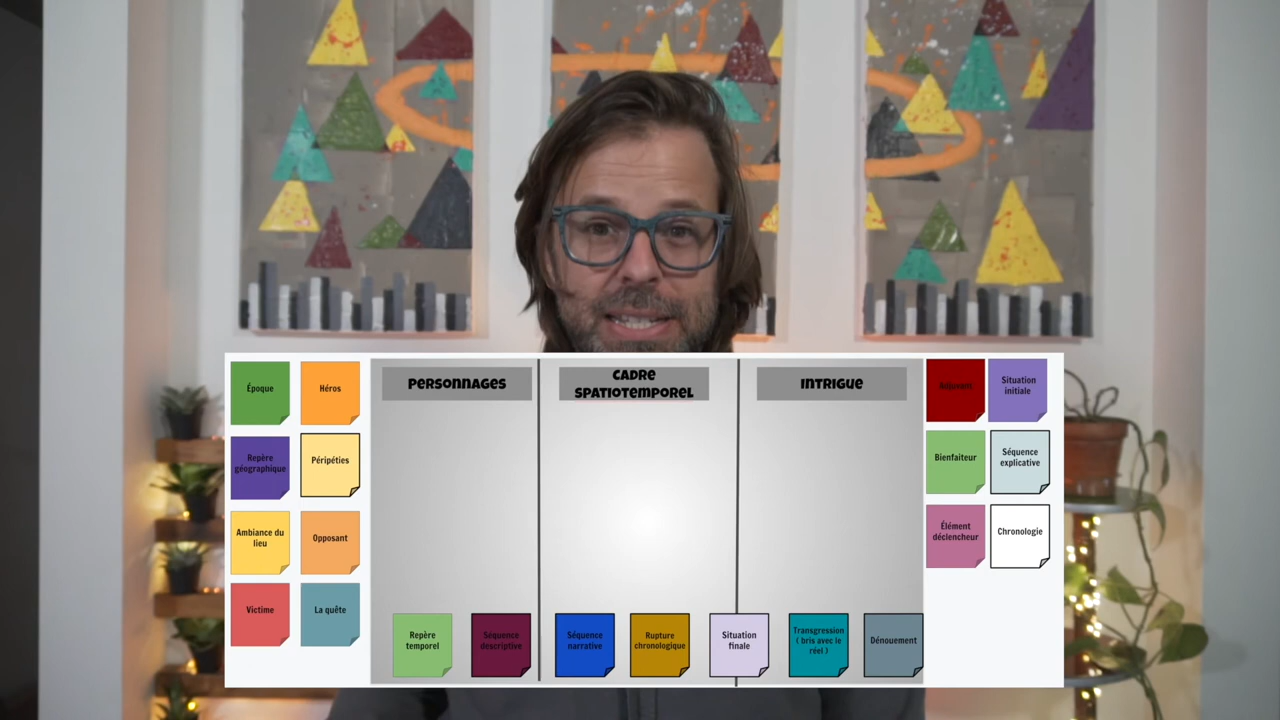 PERSONNAGES
CADRE
SPATIOTEMPOREL
INTRIGUE
Époque
Héros
Repère
géographique
Péripéties
Ambiance du
lieu
Opposant
Victime
La quête
Repère
temporel
Séquence
descriptive
Séquence
narrative
Rupture
chronologique
Situation
finale
Transgression
( bris avec le
réel )
Dénouement
Adjuvant
Situation
initiale
Bienfaiteur
Séquence
explicative
Élément
déclencheur
Chronologie